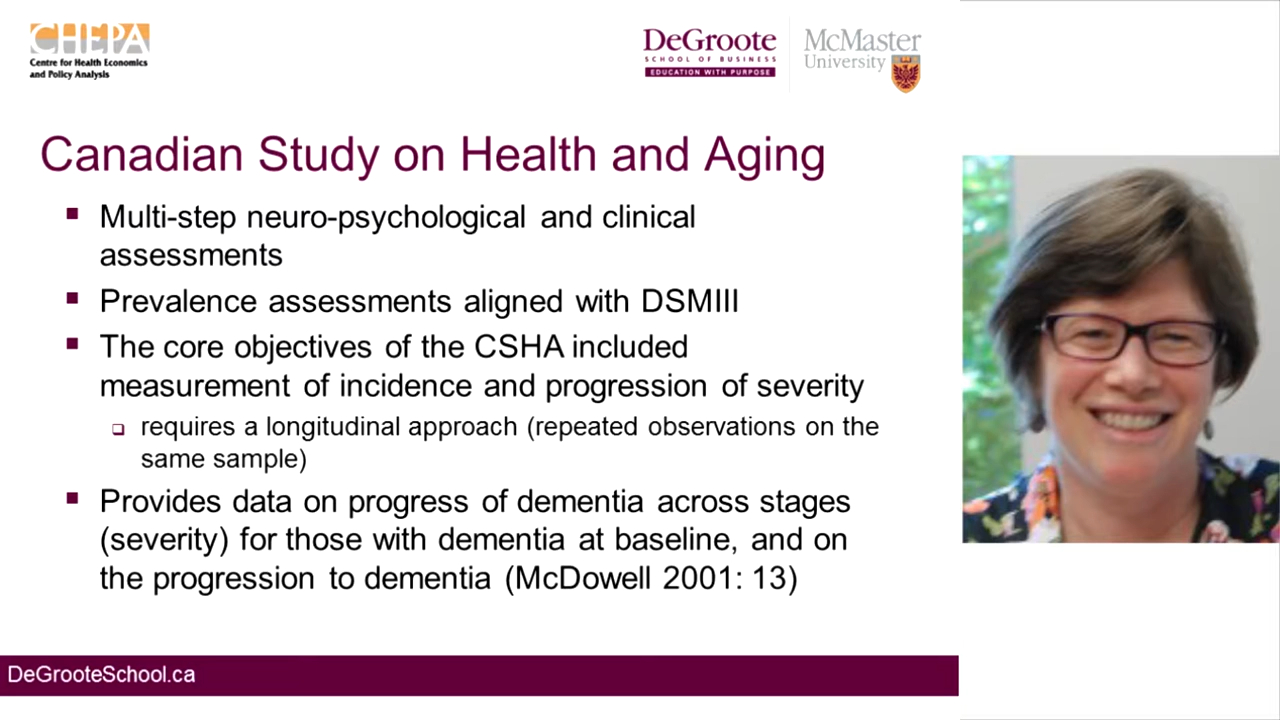 CHEPA
Centre for Health Economics
and Policy Analysis
DeGroote
SCHOOL OF BUSINESS
EDUCATION WITH PURPOSE
McMaster
University
Canadian Study on Health and Aging
Multi-step neuro-psychological and clinical
assessments
Prevalence assessments aligned with DSMIII
The core objectives of the CSHA included
measurement of incidence and progression of severity
requires a longitudinal approach (repeated observations on the
same sample)
Provides data on progress of dementia across stages
(severity) for those with dementia at baseline, and on
the progression to dementia (McDowell 2001: 13)
DeGrooteSchool.ca